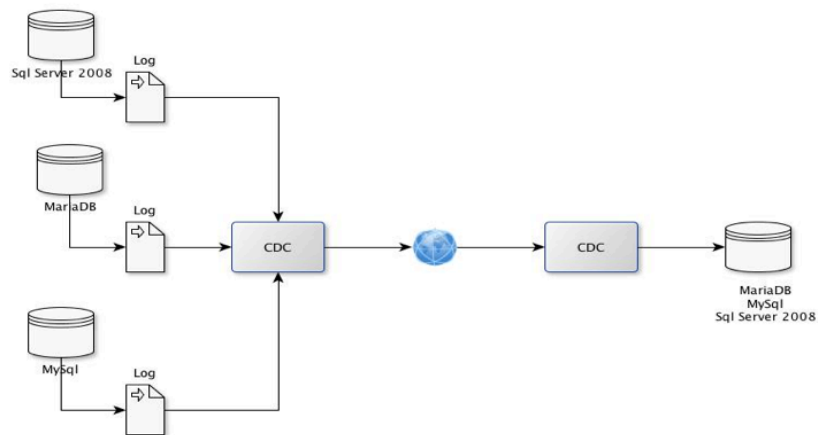 Sql Server 2008
Log
MariaDB
Log
CDC
CDC
MariaDB
MySql
Sql Server 2008
MySql
Log